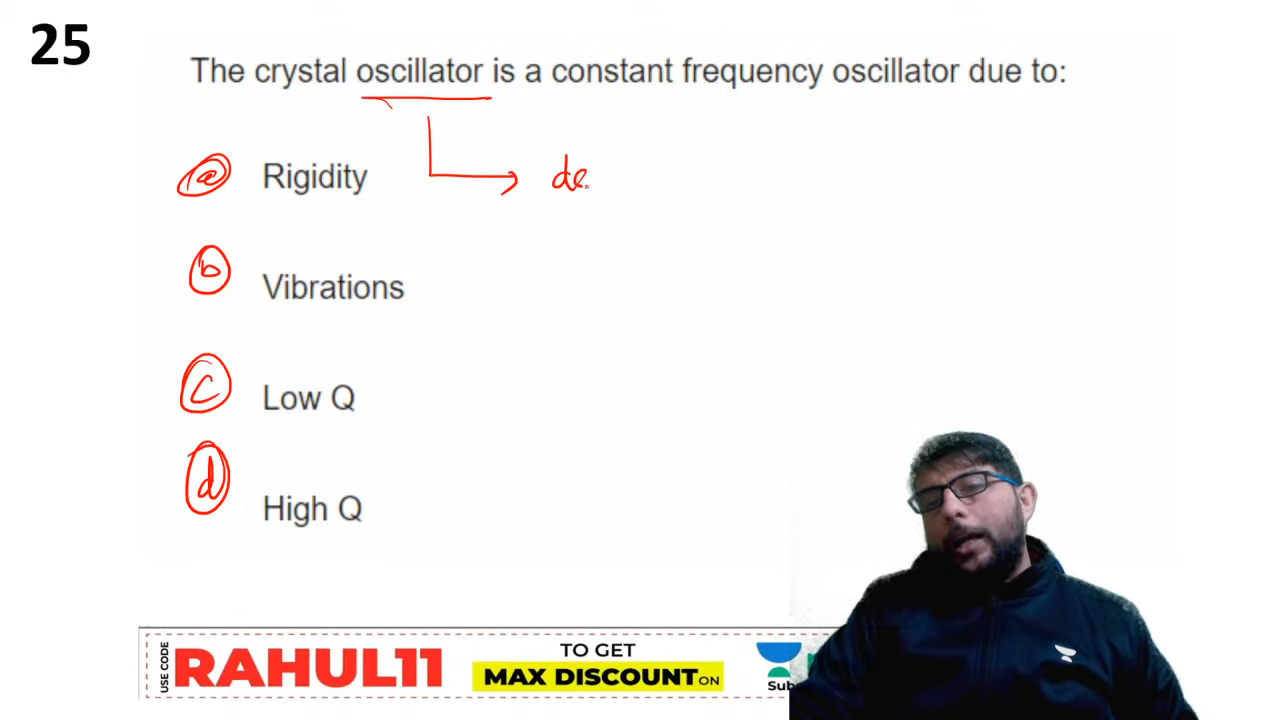 25
The crystal oscillator is a constant frequency oscillator due to:
a Rigidity
de
b Vibrations
c Low Q
d High Q
USE CODE
RAHUL11
TO GET
MAX DISCOUNT ON
Sub